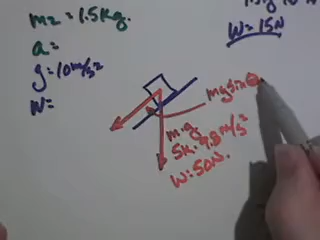 m2 = 1.5kg.
a=
g=10m/s²
W=
W=15N
mgsinθ
m·g
5k·9.8m/s²
W=50N.